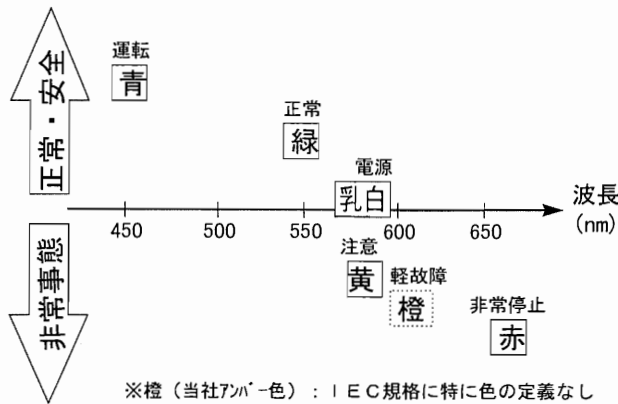 正常・安全
非常事態
運転
青
正常
緑
電源
乳白
波長
(nm)
450
500
550
600
650
注意
黄
軽故障
橙
非常停止
赤
※橙（当社ｱﾝﾊﾞｰ色）：ＩＥＣ規格に特に色の定義なし